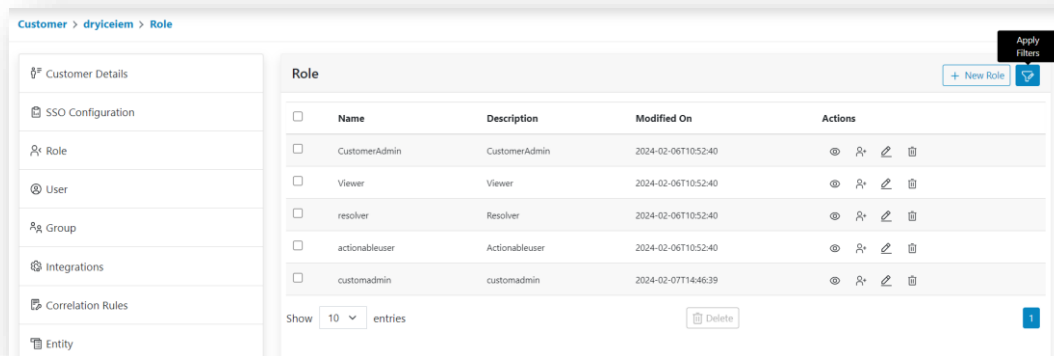 Customer > dryiceiem > Role
Apply
Filters
Customer Details
SSO Configuration
Role
User
Group
Integrations
Correlation Rules
Entity
Role
+ New Role
Name Description Modified On Actions
CustomerAdmin CustomerAdmin 2024-02-06T10:52:40
Viewer Viewer 2024-02-06T10:52:40
resolver Resolver 2024-02-06T10:52:40
actionableuser Actionableuser 2024-02-06T10:52:40
customadmin customadmin 2024-02-07T14:46:39
Show 10 entries Delete 1